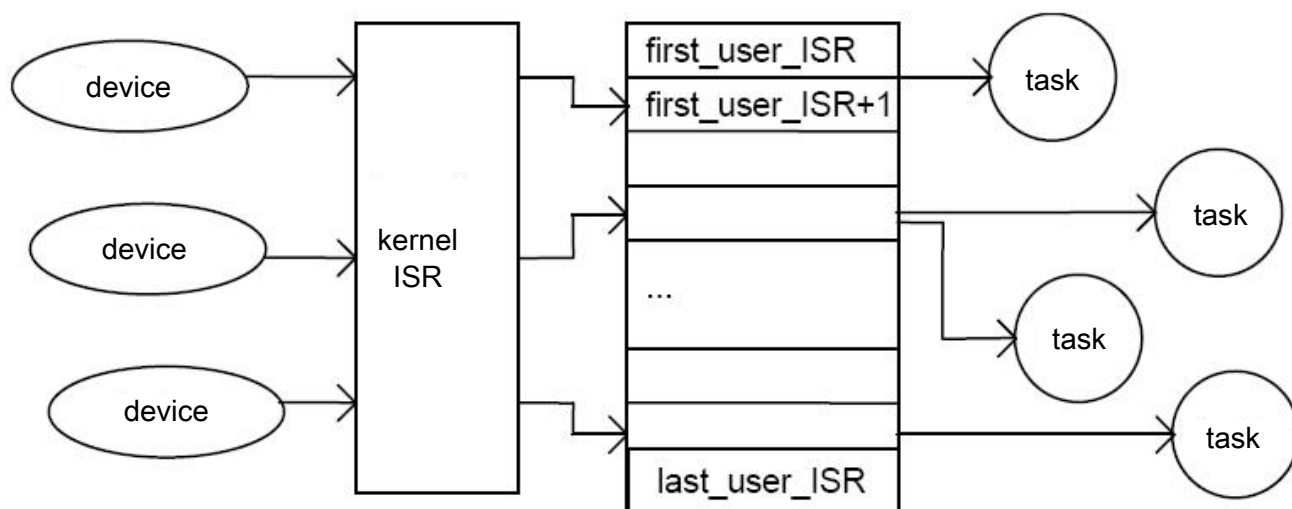 device
device
device
kernel
ISR
first_user_ISR
first_user_ISR+1
...
last_user_ISR
task
task
task
task